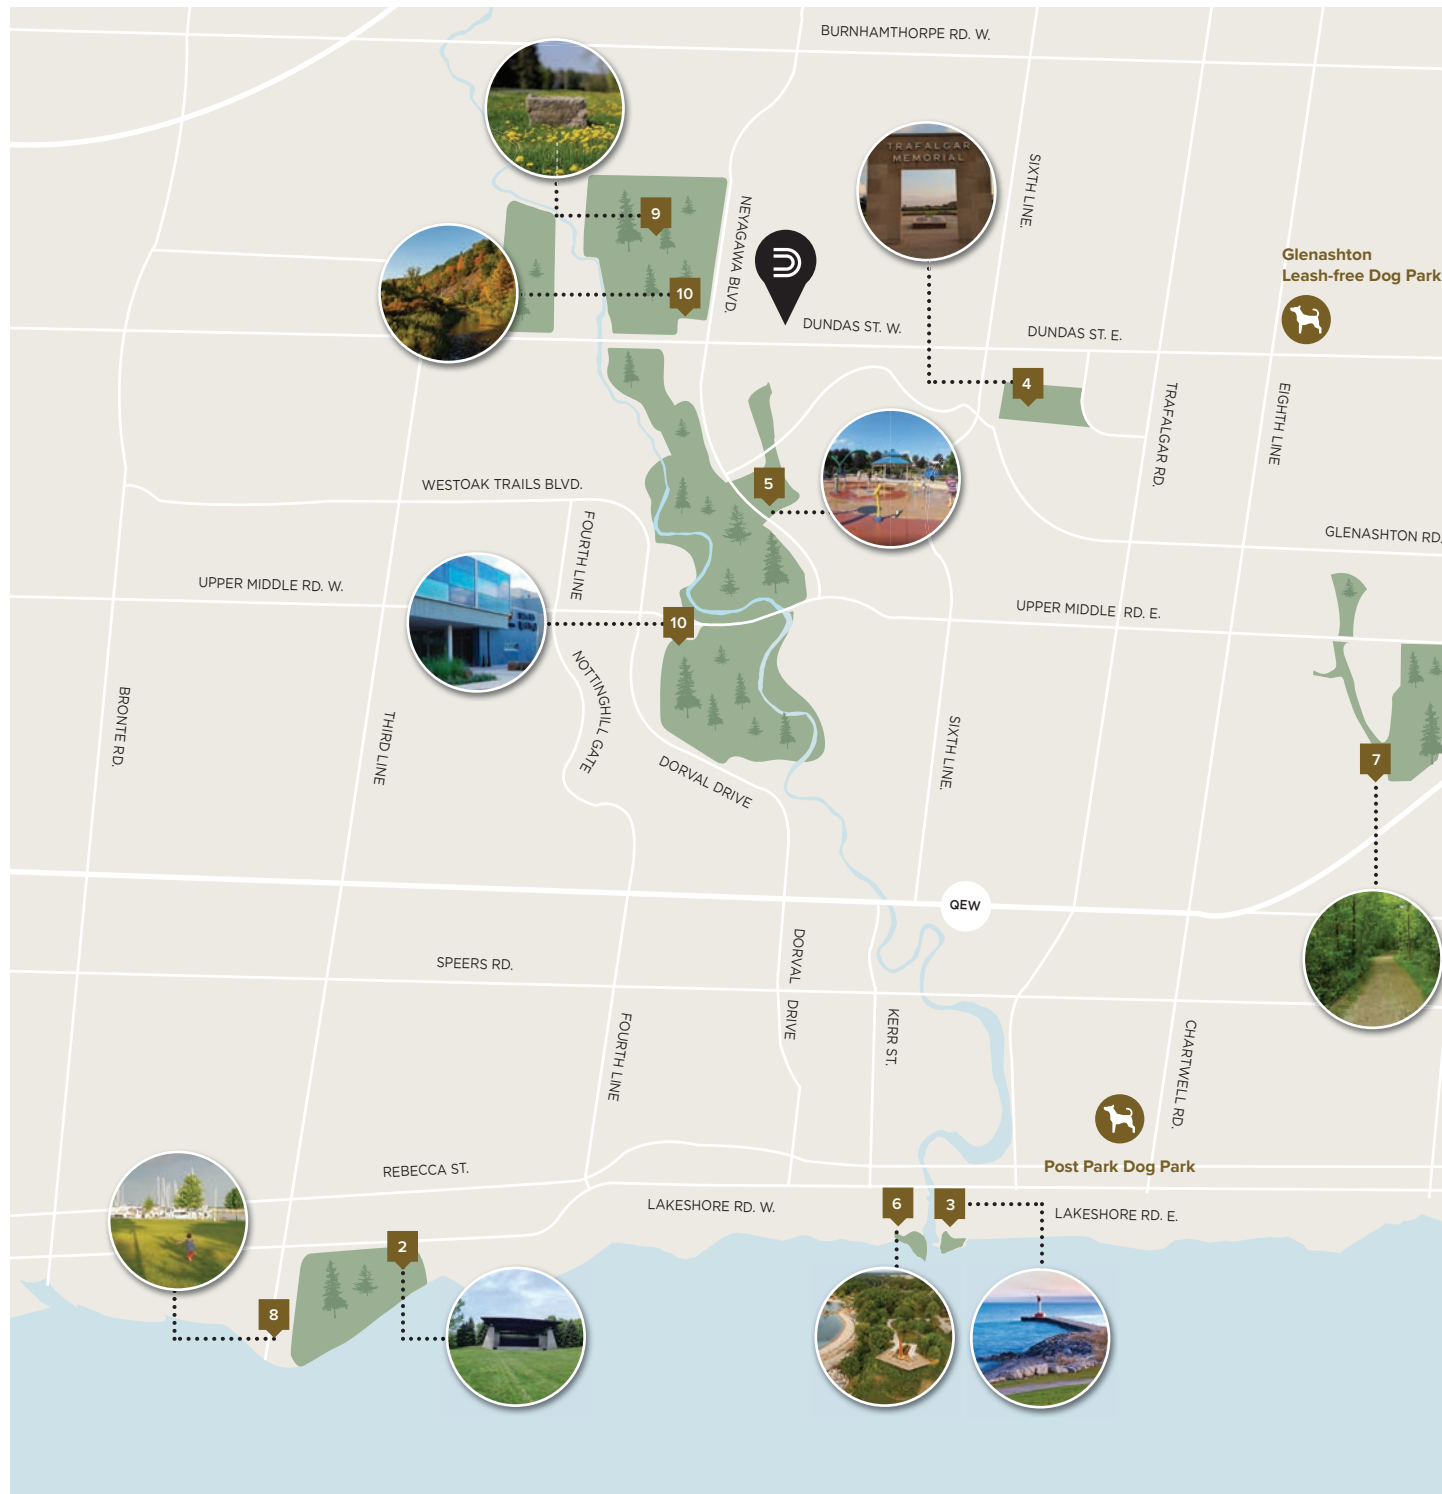 BURNHAMTHORPE RD. W.
TRAFALGAR
MEMORIAL
SIXTH LINE.
NEYAGAWA BLVD.
9
10
Glenashton
Leash-free Dog Park
DUNDAS ST. W.
DUNDAS ST. E.
4
TRAFALGAR RD.
EIGHTH LINE
WESTOAK TRAILS BLVD.
5
FOURTH LINE
GLENASHTON RD.
UPPER MIDDLE RD. W.
UPPER MIDDLE RD. E.
10
NOTTINGHILL GATE
BRONTE RD.
THIRD LINE
SIXTH LINE.
DORVAL DRIVE
7
QEW
SPEERS RD.
DORVAL DRIVE
KERR ST.
FOURTH LINE
CHARTWELL RD.
Post Park Dog Park
REBECCA ST.
LAKESHORE RD. W.
6
3
LAKESHORE RD. E.
2
8